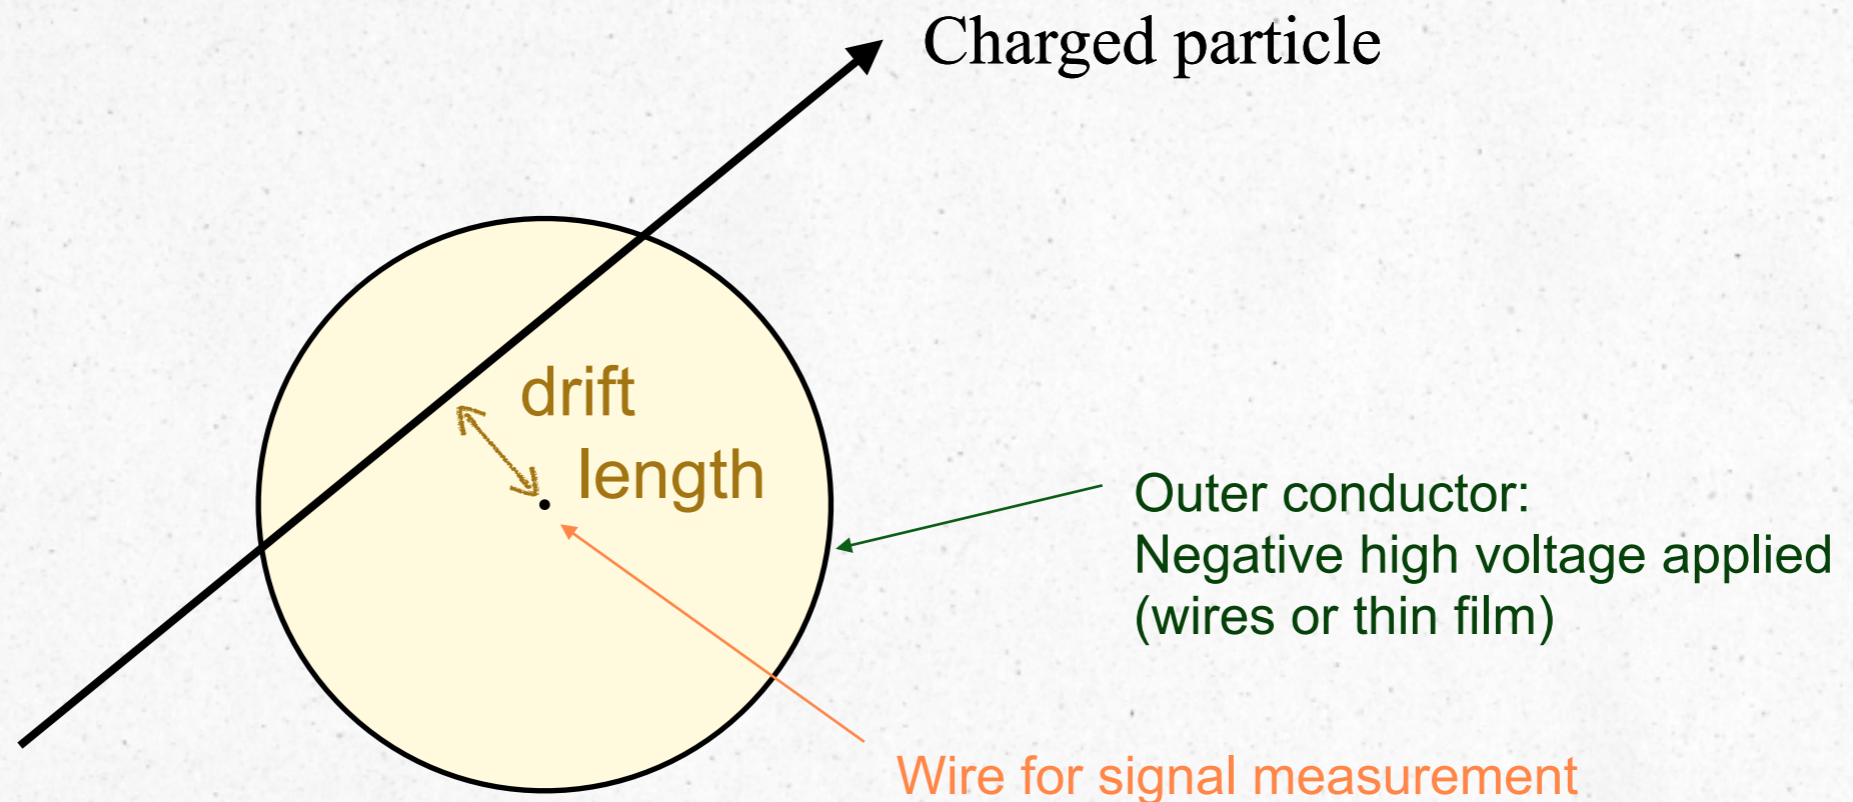 Charged particle
drift
length
Outer conductor:
Negative high voltage applied
(wires or thin film)
Wire for signal measurement